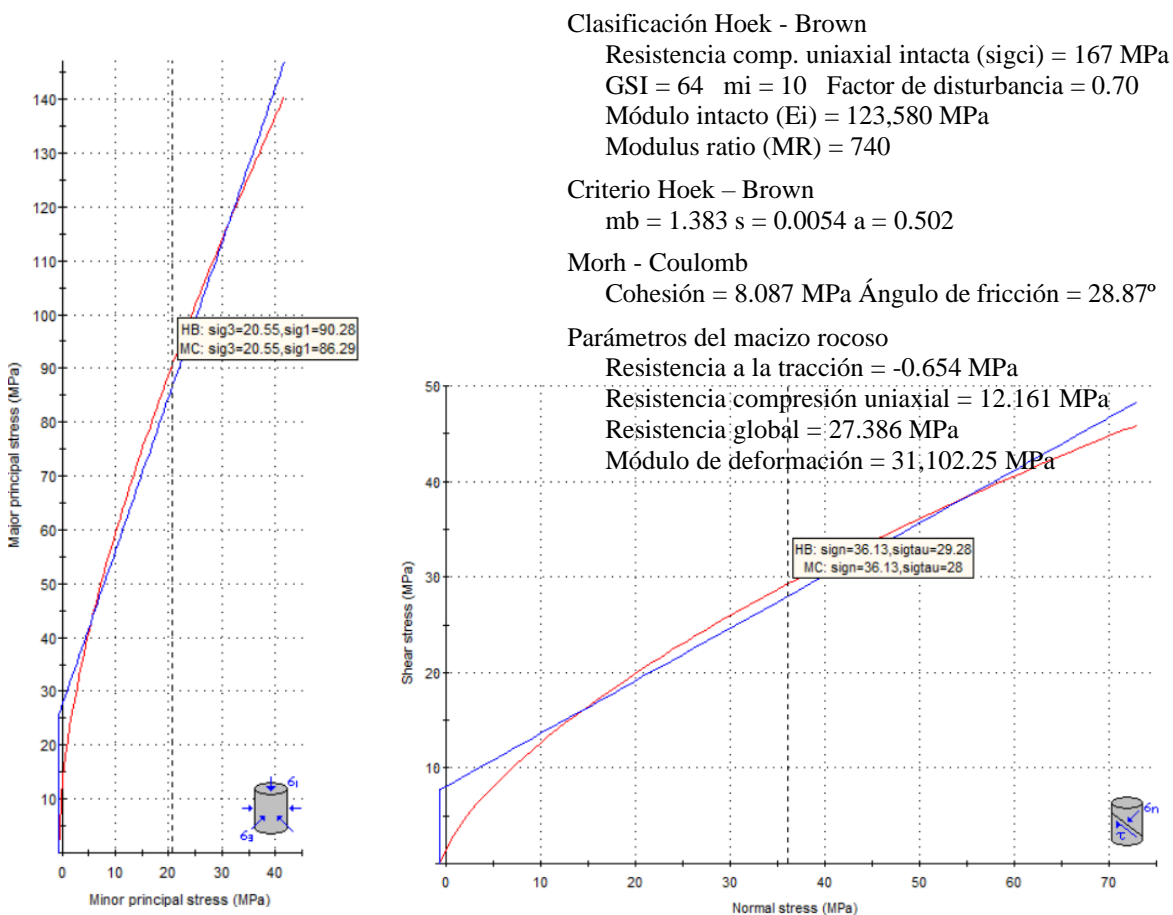 Clasificación Hoek - Brown
Resistencia comp. uniaxial intacta (sigci) = 167 MPa
GSI = 64 mi = 10 Factor de disturbancia = 0.70
Módulo intacto (Ei) = 123,580 MPa
Modulus ratio (MR) = 740
Criterio Hoek – Brown
mb = 1.383 s = 0.0054 a = 0.502
Morh - Coulomb
Cohesión = 8.087 MPa Ángulo de fricción = 28.87º
Parámetros del macizo rocoso
Resistencia a la tracción = -0.654 MPa
Resistencia compresión uniaxial = 12.161 MPa
Resistencia global = 27.386 MPa
Módulo de deformación = 31,102.25 MPa
Major principal stress (MPa)
140
130
120
110
100
90
80
70
60
50
40
30
20
10
HB: sig3=20.55,sig1=90.28
MC: sig3=20.55,sig1=86.29
σ1
σ3
0 10 20 30 40
Minor principal stress (MPa)
Shear stress (MPa)
50
40
30
20
10
HB: sign=36.13,sigtau=29.28
MC: sign=36.13,sigtau=28
σn
τ
0 10 20 30 40 50 60 70
Normal stress (MPa)